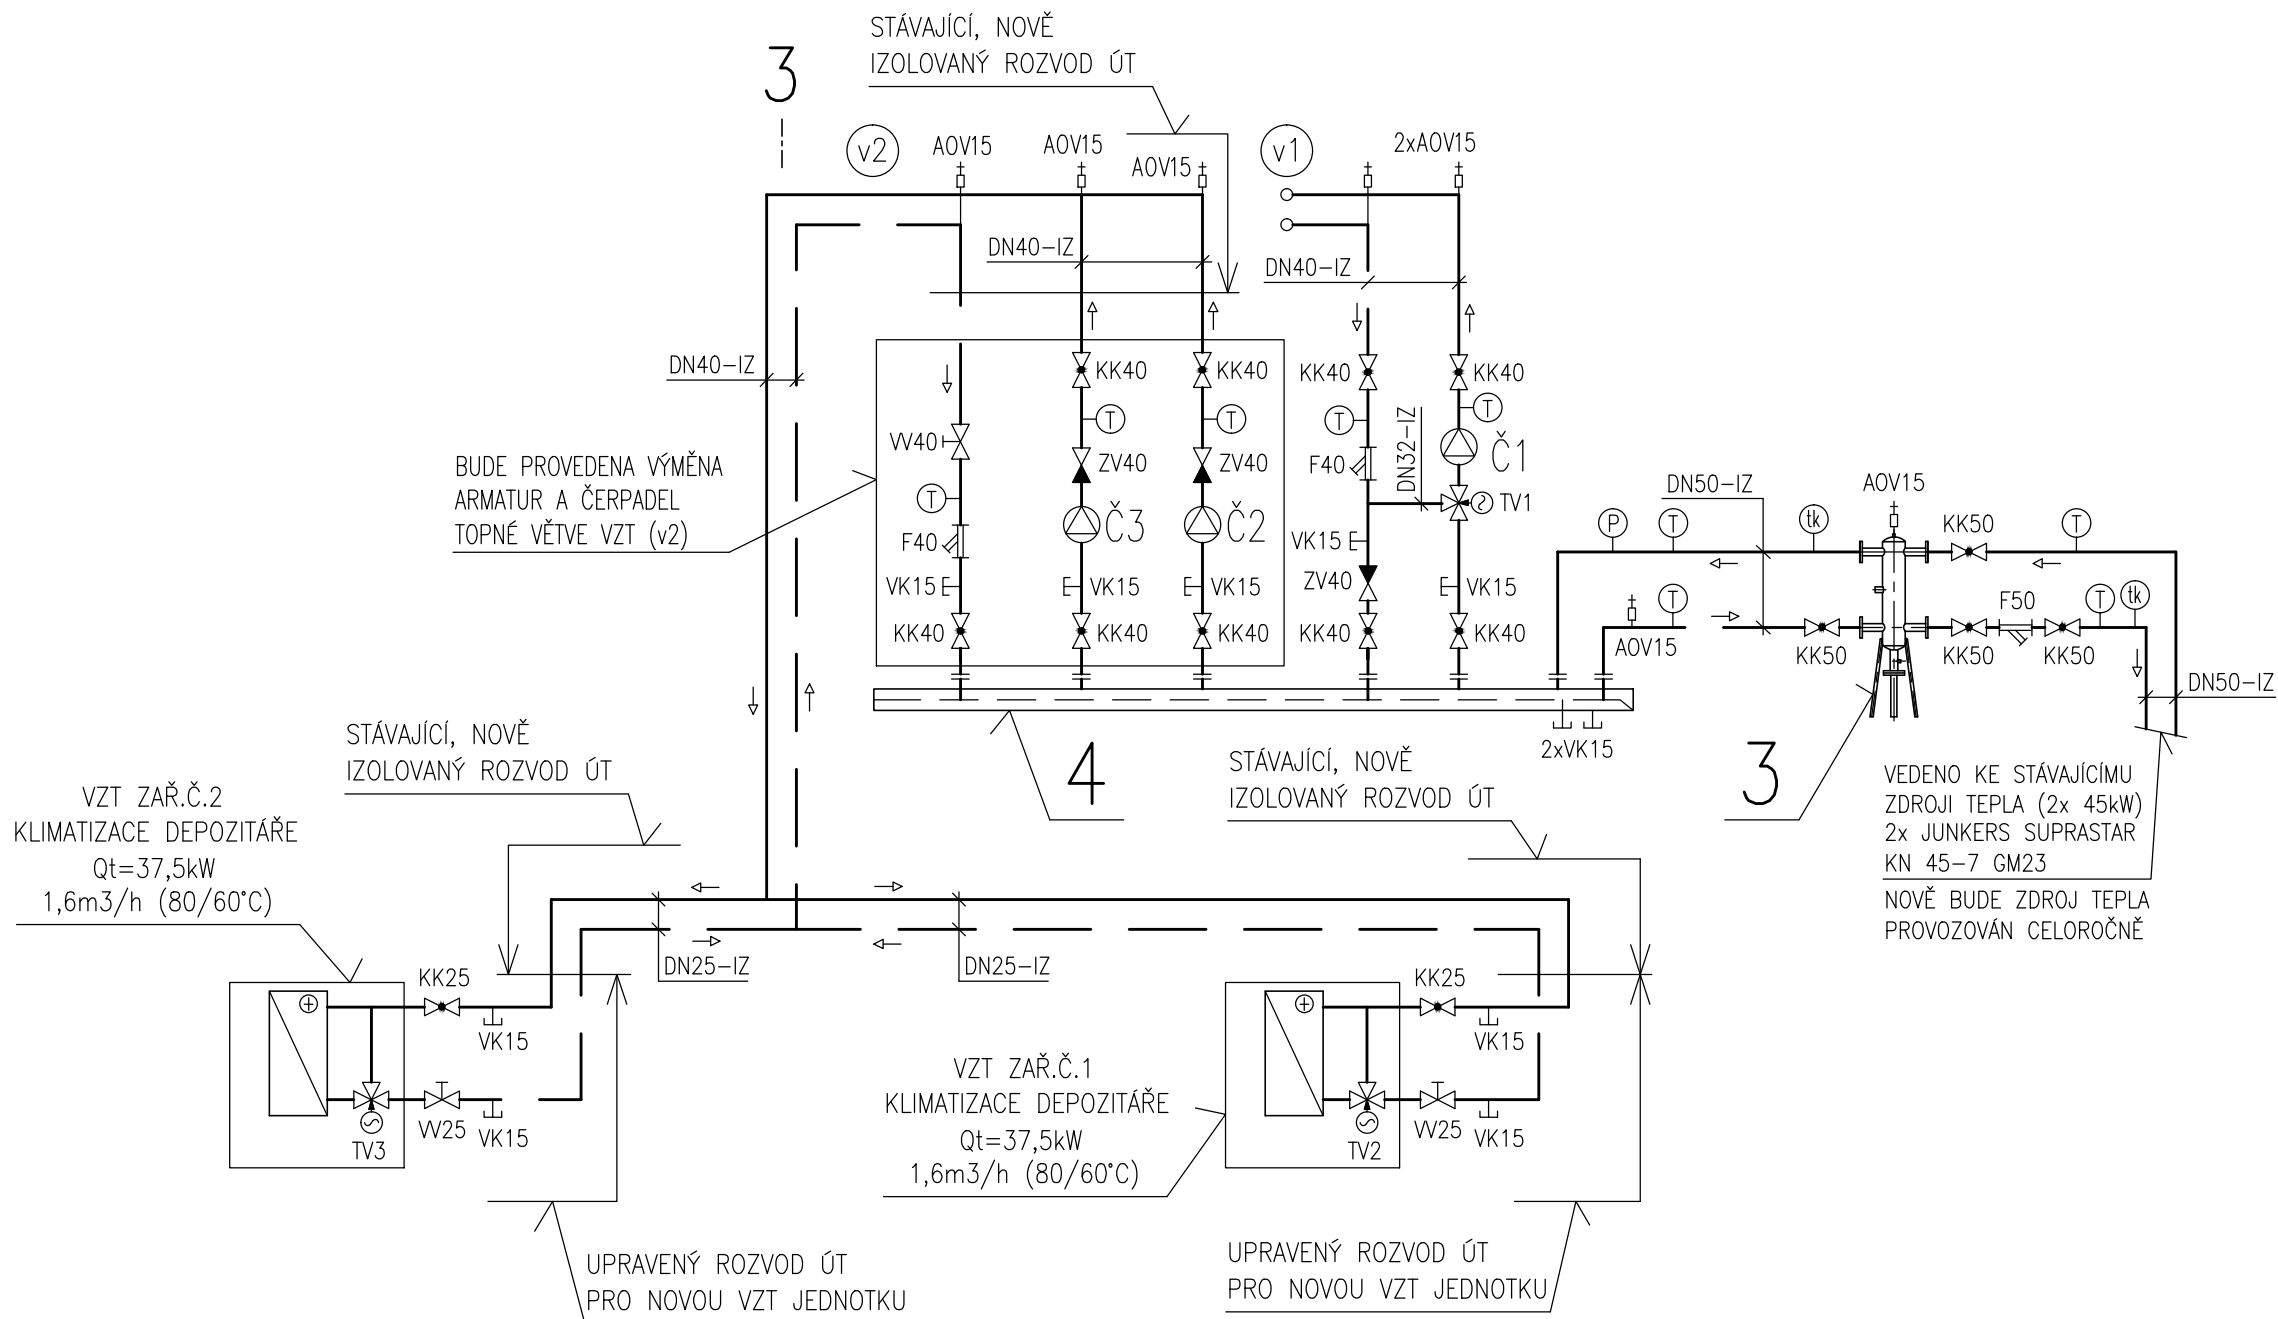 STÁVAJÍCÍ, NOVĚ
IZOLOVANÝ ROZVOD ÚT
3
v2
AOV15
AOV15
AOV15
v1
2xAOV15
DN40-IZ
DN40-IZ
DN40-IZ
KK40
KK40
KK40
KK40
T
T
T
T
VV40
ZV40
ZV40
F40
DN32-IZ
Č1
TV1
BUDE PROVEDENA VÝMĚNA
ARMATUR A ČERPADEL
TOPNÉ VĚTVE VZT (v2)
T
F40
Č3
Č2
VK15
ZV40
VK15
VK15
VK15
VK15
KK40
KK40
KK40
KK40
KK40
DN50-IZ
AOV15
P
T
tk
KK50
T
AOV15
T
KK50
KK50
F50
KK50
T
tk
DN50-IZ
2xVK15
4
3
VEDENO KE STÁVAJÍCÍMU
ZDROJI TEPLA (2x 45kW)
2x JUNKERS SUPRASTAR
KN 45-7 GM23
NOVĚ BUDE ZDROJ TEPLA
PROVOZOVÁN CELOROČNĚ
STÁVAJÍCÍ, NOVĚ
IZOLOVANÝ ROZVOD ÚT
STÁVAJÍCÍ, NOVĚ
IZOLOVANÝ ROZVOD ÚT
VZT ZAŘ.Č.2
KLIMATIZACE DEPOZITÁŘE
Qt=37,5kW
1,6m3/h (80/60°C)
DN25-IZ
DN25-IZ
KK25
VK15
VV25
VK15
TV3
KK25
VK15
VV25
VK15
TV2
VZT ZAŘ.Č.1
KLIMATIZACE DEPOZITÁŘE
Qt=37,5kW
1,6m3/h (80/60°C)
UPRAVENÝ ROZVOD ÚT
PRO NOVOU VZT JEDNOTKU
UPRAVENÝ ROZVOD ÚT
PRO NOVOU VZT JEDNOTKU